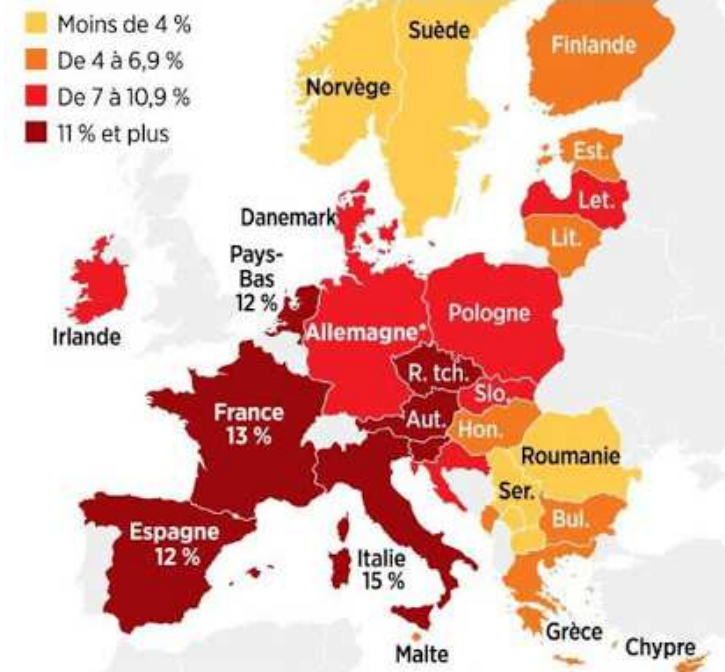 Moins de 4 %
De 4 à 6,9 %
De 7 à 10,9 %
11 % et plus
Suède
Finlande
Norvège
Est.
Let.
Lit.
Danemark
Pays-
Bas
12 %
Irlande
Allemagne*
Pologne
R. tch.
Slo.
Aut.
Hon.
France
13 %
Roumanie
Ser.
Bul.
Espagne
12 %
Italie
15 %
Grèce
Malte
Chypre